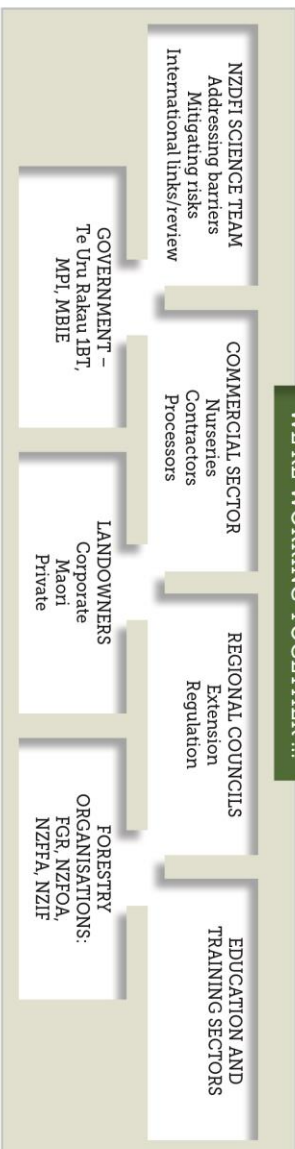 WE'RE WORKING TOGETHER ...
NZDFI SCIENCE TEAM
Addressing barriers
Mitigating risks
International links/review
COMMERCIAL SECTOR
Nurseries
Contractors
Processors
REGIONAL COUNCILS
Extension
Regulation
EDUCATION AND
TRAINING SECTORS
GOVERNMENT –
Te Uru Rakau 1BT,
MPI, MBIE
LANDOWNERS
Corporate
Maori
Private
FORESTRY
ORGANISATIONS:
FGR, NZFOA,
NZFFA, NZIF